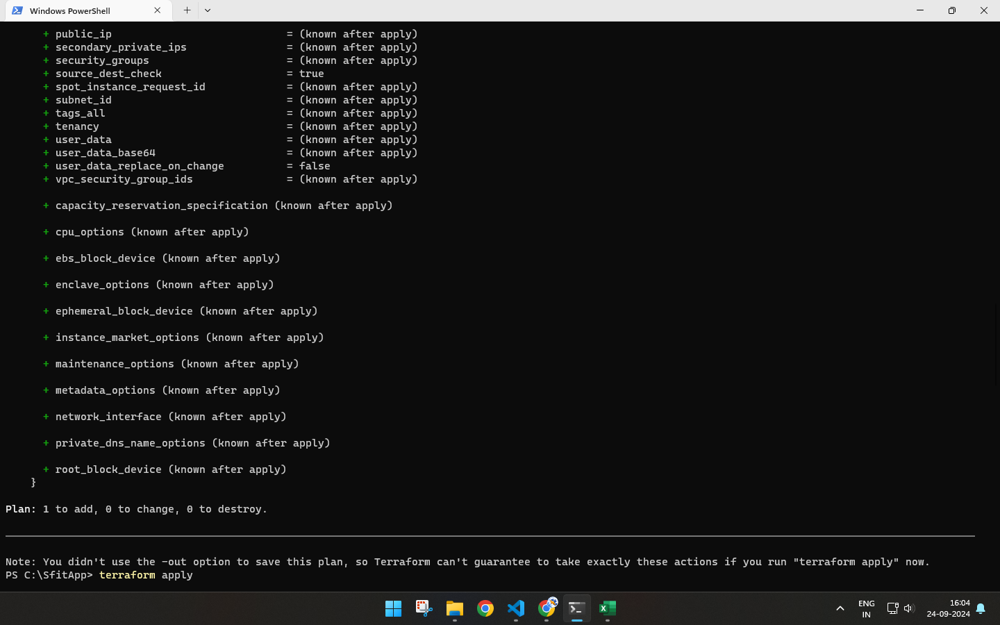 Windows PowerShell
+ public_ip = (known after apply)
+ secondary_private_ips = (known after apply)
+ security_groups = (known after apply)
+ source_dest_check = true
+ spot_instance_request_id = (known after apply)
+ subnet_id = (known after apply)
+ tags_all = (known after apply)
+ tenancy = (known after apply)
+ user_data = (known after apply)
+ user_data_base64 = (known after apply)
+ user_data_replace_on_change = false
+ vpc_security_group_ids = (known after apply)
+ capacity_reservation_specification (known after apply)
+ cpu_options (known after apply)
+ ebs_block_device (known after apply)
+ enclave_options (known after apply)
+ ephemeral_block_device (known after apply)
+ instance_market_options (known after apply)
+ maintenance_options (known after apply)
+ metadata_options (known after apply)
+ network_interface (known after apply)
+ private_dns_name_options (known after apply)
+ root_block_device (known after apply)
}
Plan: 1 to add, 0 to change, 0 to destroy.
Note: You didn't use the -out option to save this plan, so Terraform can't guarantee to take exactly these actions if you run "terraform apply" now.
PS C:\SfitApp> terraform apply
ENG
IN
16:04
24-09-2024